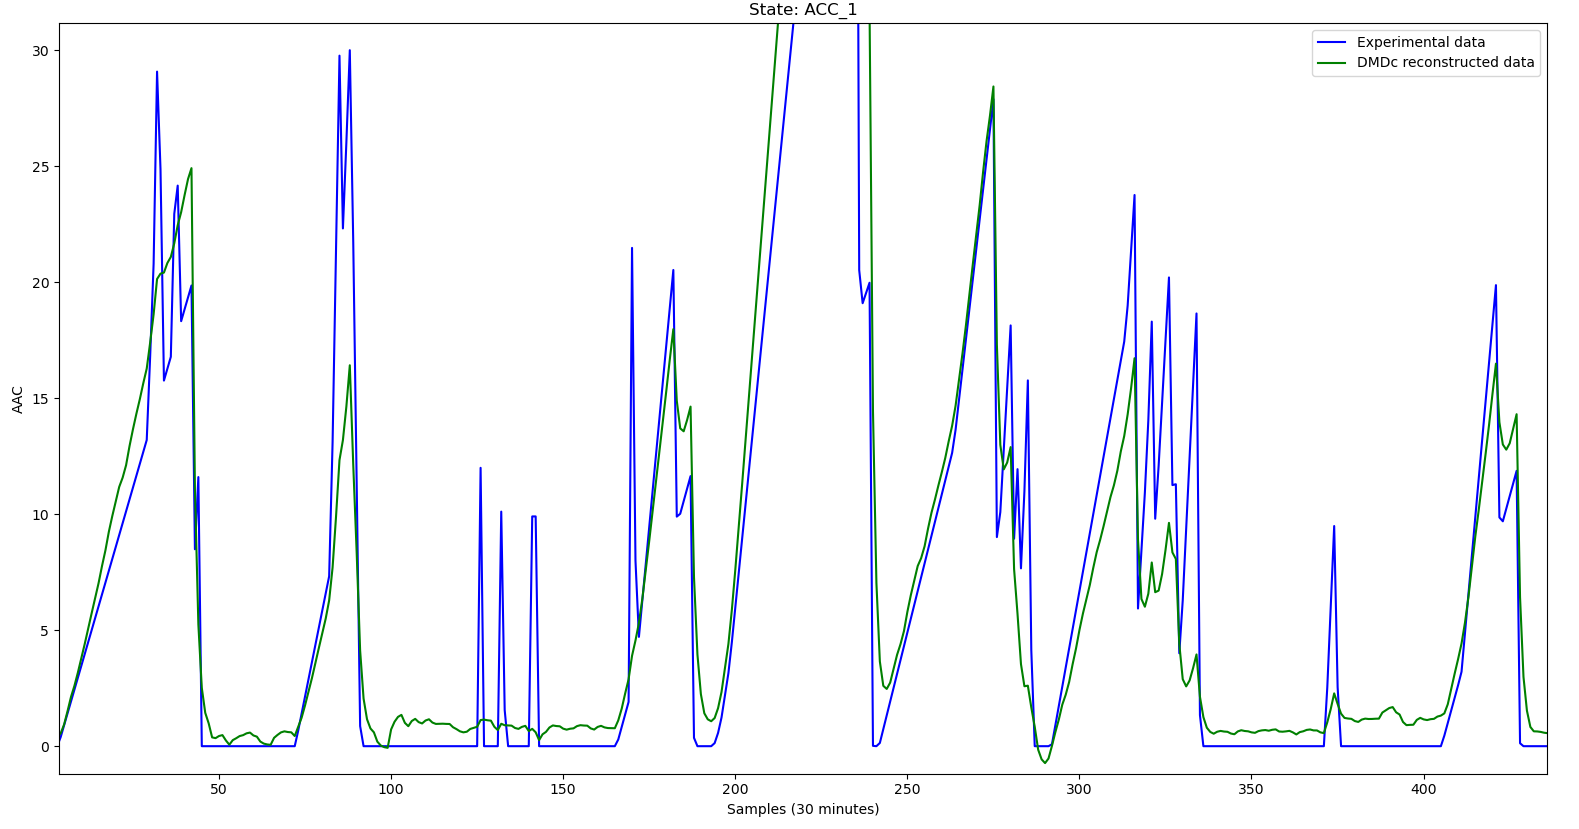 State: ACC_1
Experimental data
DMDc reconstructed data
30
25
20
15
10
5
0
AAC
50 100 150 200 250 300 350 400
Samples (30 minutes)